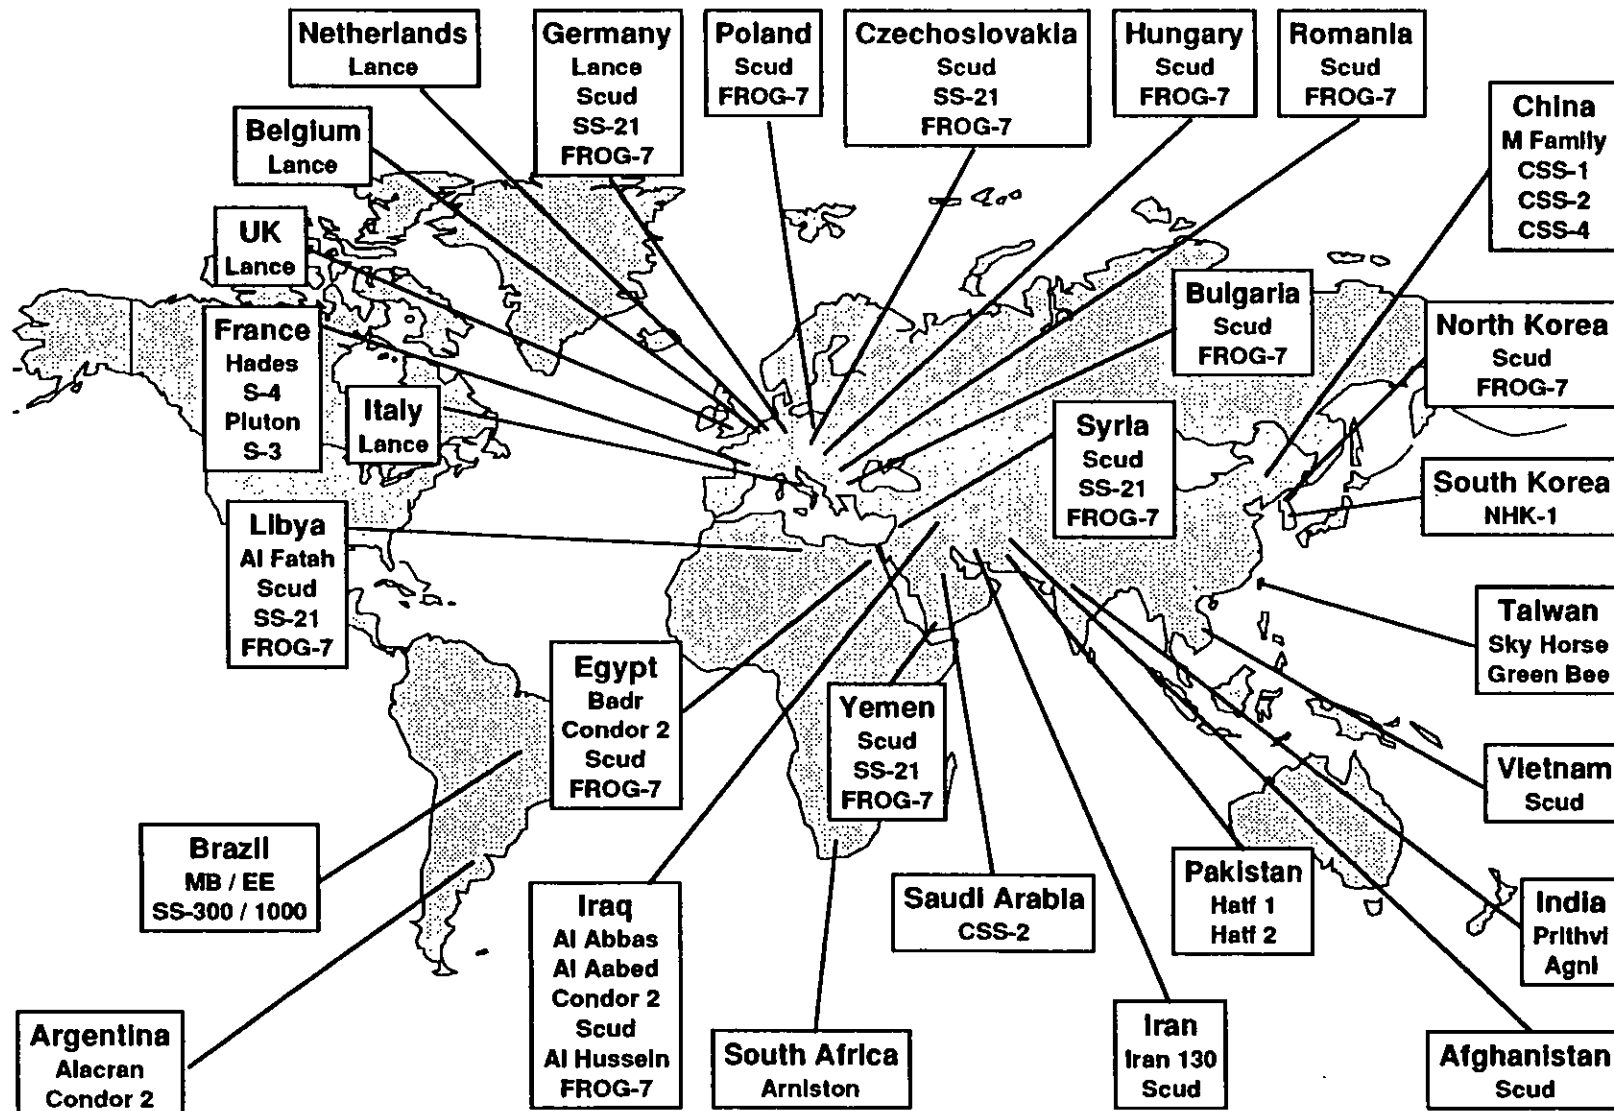 Netherlands
Lance
Germany
Lance
Scud
SS-21
FROG-7
Poland
Scud
FROG-7
Czechoslovakia
Scud
SS-21
FROG-7
Hungary
Scud
FROG-7
Romania
Scud
FROG-7
China
M Family
CSS-1
CSS-2
CSS-4
Belgium
Lance
UK
Lance
France
Hades
S-4
Pluton
S-3
Italy
Lance
Bulgaria
Scud
FROG-7
North Korea
Scud
FROG-7
Syria
Scud
SS-21
FROG-7
South Korea
NHK-1
Libya
Al Fatah
Scud
SS-21
FROG-7
Taiwan
Sky Horse
Green Bee
Egypt
Badr
Condor 2
Scud
FROG-7
Yemen
Scud
SS-21
FROG-7
Vietnam
Scud
Brazil
MB / EE
SS-300 / 1000
Iraq
Al Abbas
Al Aabed
Condor 2
Scud
Al Hussein
FROG-7
Saudi Arabia
CSS-2
Pakistan
Hatf 1
Hatf 2
India
Prithvi
Agni
Argentina
Alacran
Condor 2
South Africa
Arniston
Iran
Iran 130
Scud
Afghanistan
Scud